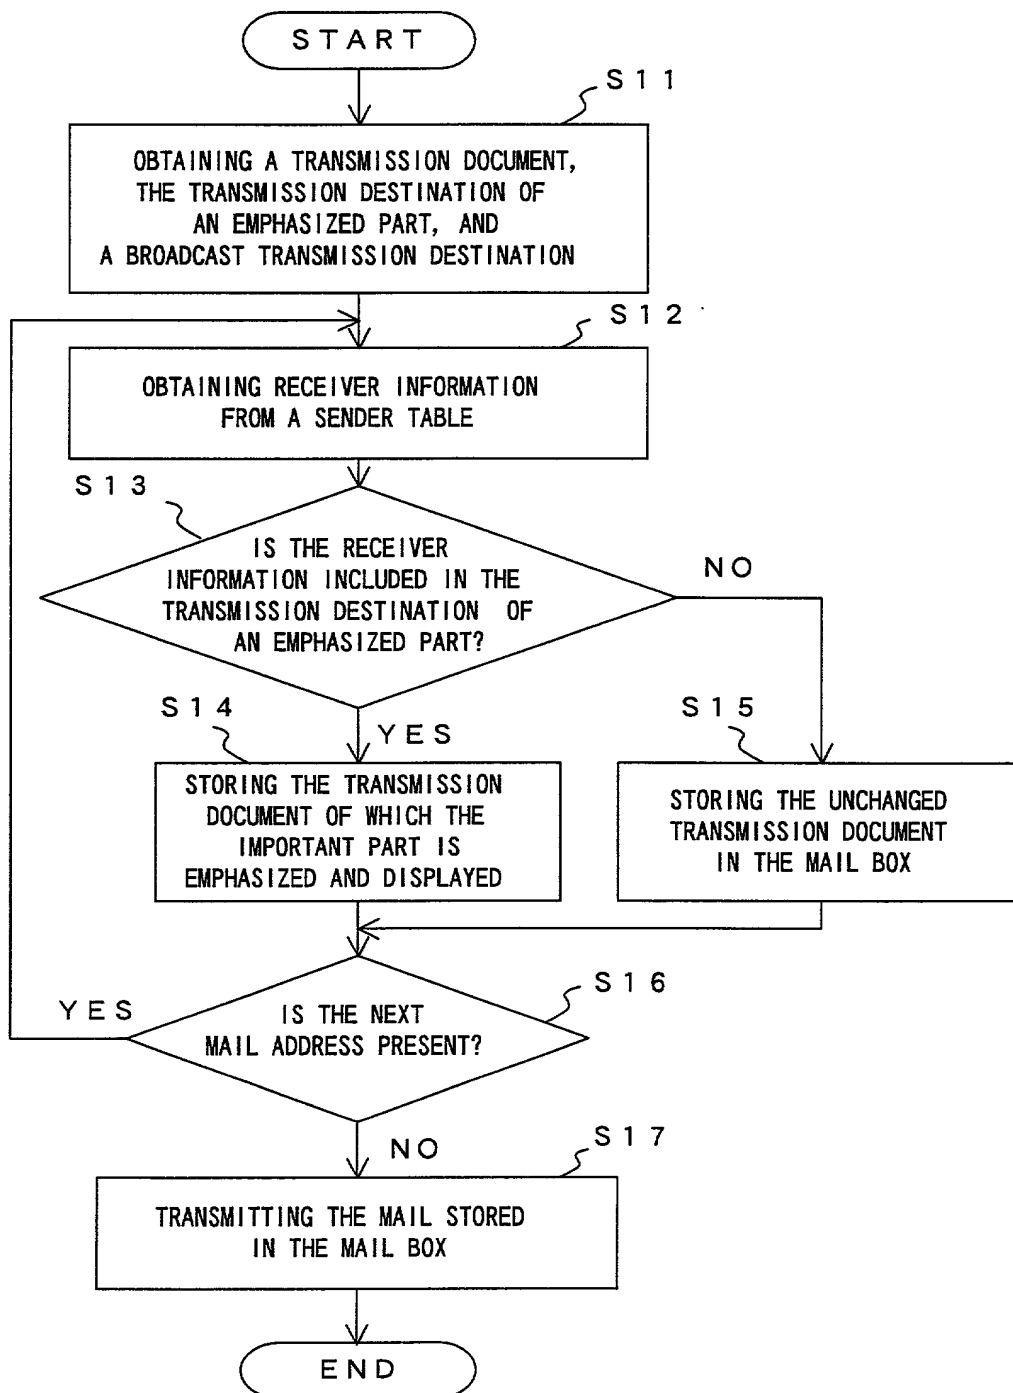 START
S11
OBTAINING A TRANSMISSION DOCUMENT,
THE TRANSMISSION DESTINATION OF
AN EMPHASIZED PART, AND
A BROADCAST TRANSMISSION DESTINATION
S12
OBTAINING RECEIVER INFORMATION
FROM A SENDER TABLE
S13
IS THE RECEIVER
INFORMATION INCLUDED IN THE
TRANSMISSION DESTINATION OF
AN EMPHASIZED PART?
NO
YES
S14
STORING THE TRANSMISSION
DOCUMENT OF WHICH THE
IMPORTANT PART IS
EMPHASIZED AND DISPLAYED
S15
STORING THE UNCHANGED
TRANSMISSION DOCUMENT
IN THE MAIL BOX
S16
IS THE NEXT
MAIL ADDRESS PRESENT?
YES
NO
S17
TRANSMITTING THE MAIL STORED
IN THE MAIL BOX
END